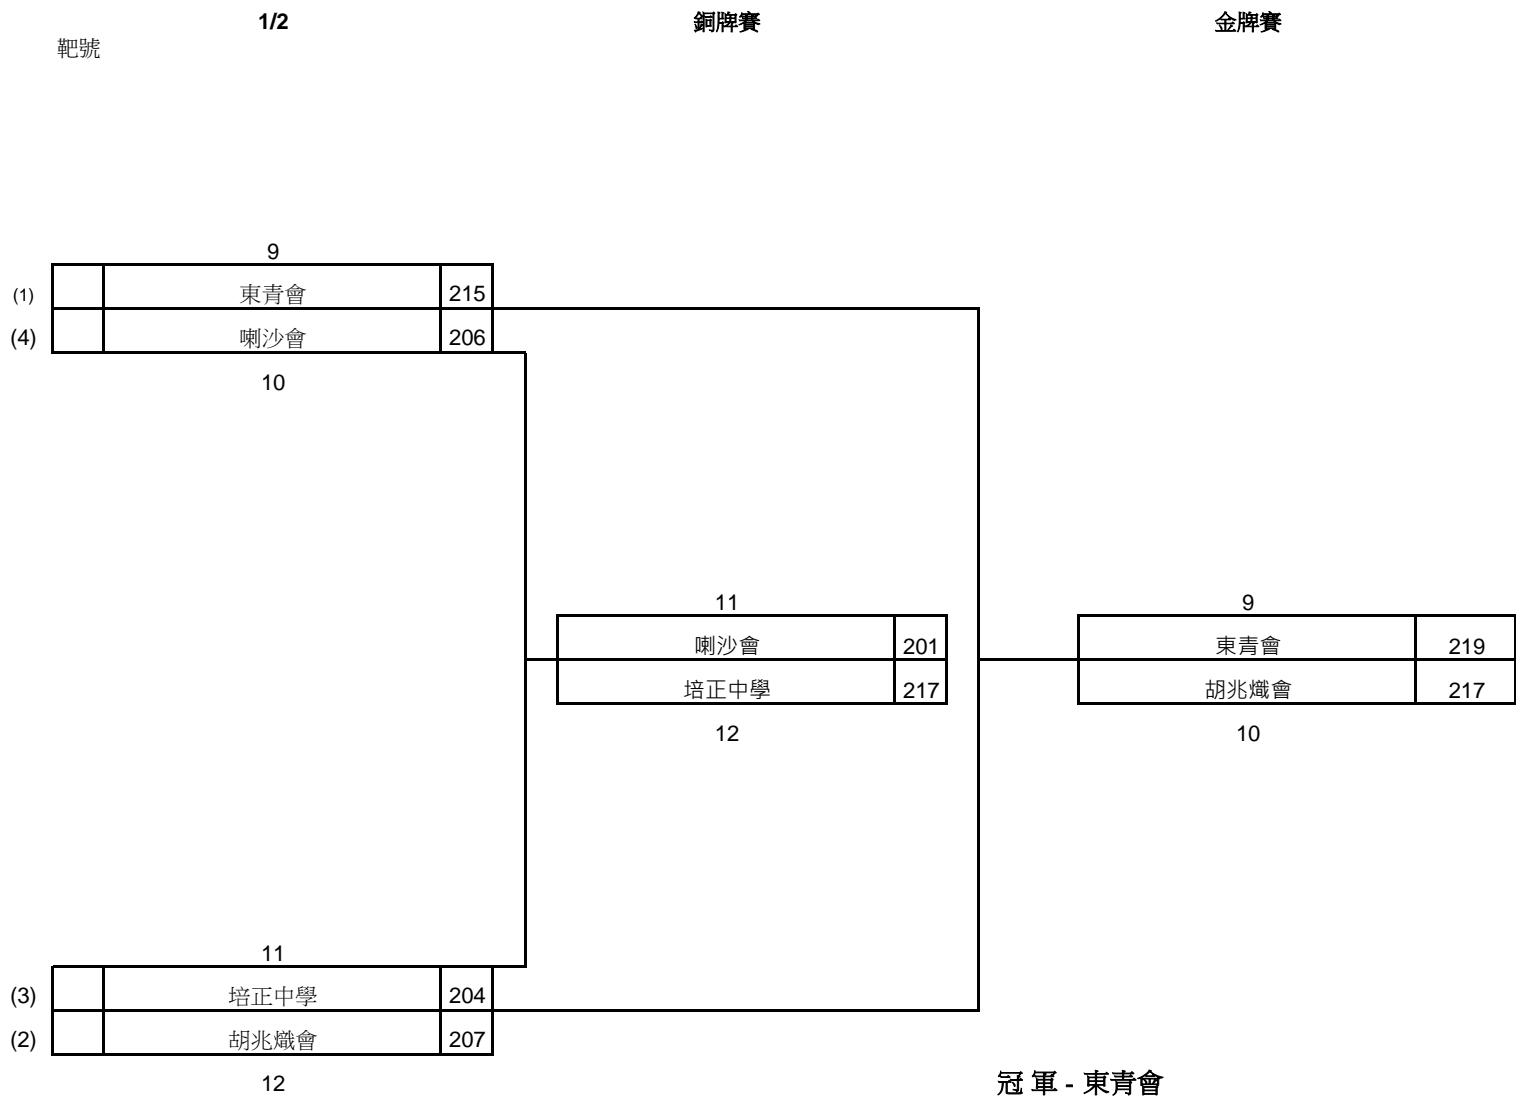 1/2 銅牌賽 金牌賽
靶號
9
(1) 東青會 215
(4) 喇沙會 206
10
11 9
喇沙會 201 東青會 219
培正中學 217 胡兆熾會 217
12 10
11
(3) 培正中學 204
(2) 胡兆熾會 207
12 冠 軍 - 東青會